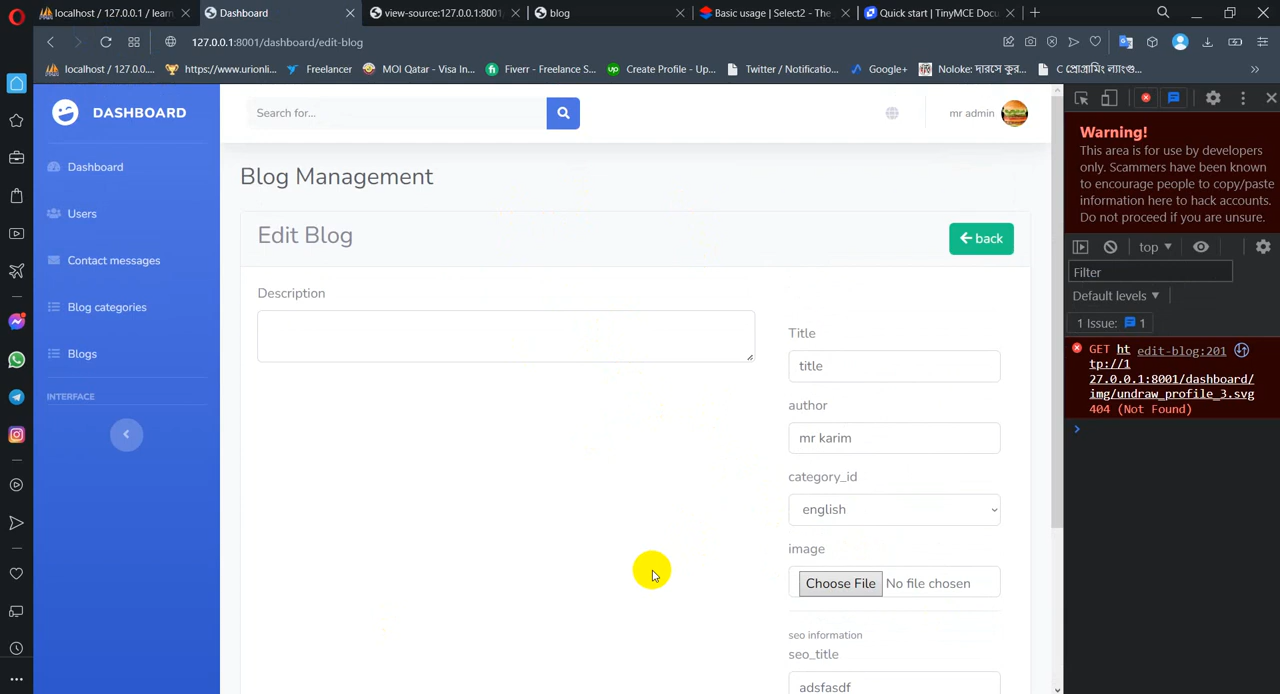 localhost / 127.0.0.1 / learn
Dashboard
view-source:127.0.0.1:8001
blog
Basic usage | Select2 - The
Quick start | TinyMCE Docu
127.0.0.1:8001/dashboard/edit-blog
localhost / 127.0.0....
https://www.urionli...
Freelancer
MOI Qatar - Visa In...
Fiverr - Freelance S...
Create Profile - Up...
Twitter / Notificatio...
Google+
Noloke: দারসে কুর...
C প্রোগ্রামিং ল্যাংগু...
DASHBOARD
Search for...
mr admin
Dashboard
Users
Contact messages
Blog categories
Blogs
INTERFACE
Blog Management
Edit Blog
back
Description
Title
title
author
mr karim
category_id
english
image
Choose File No file chosen
seo information
seo_title
adsfasdf
Warning!
This area is for use by developers
only. Scammers have been known
to encourage people to copy/paste
information here to hack accounts.
Do not proceed if you are unsure.
top
Filter
Default levels
1 Issue: 1
GET ht edit-blog:201
tp://1
27.0.0.1:8001/dashboard/
img/undraw_profile_3.svg
404 (Not Found)